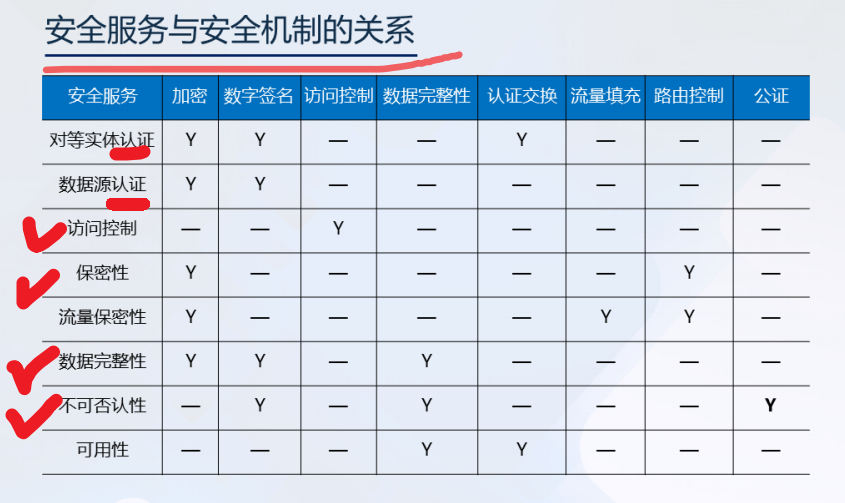 安全服务与安全机制的关系
安全服务 加密 数字签名 访问控制 数据完整性 认证交换 流量填充 路由控制 公证
对等实体认证 Y Y — — Y — — —
数据源认证 Y Y — — — — — —
访问控制 — — Y — — — — —
保密性 Y — — — — — Y —
流量保密性 Y — — — — Y Y —
数据完整性 Y Y — Y — — — —
不可否认性 — Y — Y — — — Y
可用性 — — — Y Y — — —